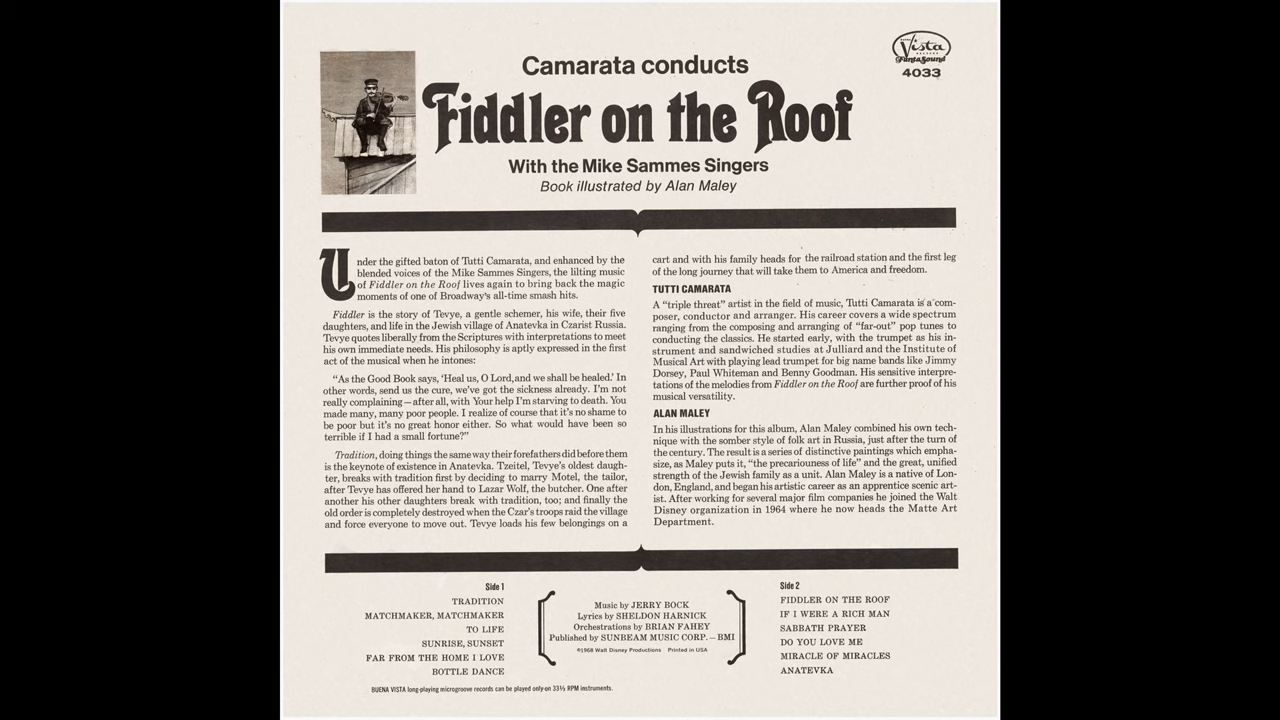 Camarata conducts
Fiddler on the Roof
With the Mike Sammes Singers
Book illustrated by Alan Maley
Vista
RECORDS
FantaSound
4033
Under the gifted baton of Tutti Camarata, and enhanced by the
blended voices of the Mike Sammes Singers, the lilting music
of Fiddler on the Roof lives again to bring back the magic
moments of one of Broadway's all-time smash hits.
Fiddler is the story of Tevye, a gentle schemer, his wife, their five
daughters, and life in the Jewish village of Anatevka in Czarist Russia.
Tevye quotes liberally from the Scriptures with interpretations to meet
his own immediate needs. His philosophy is aptly expressed in the first
act of the musical when he intones:
"As the Good Book says, 'Heal us, O Lord, and we shall be healed.' In
other words, send us the cure, we've got the sickness already. I'm not
really complaining — after all, with Your help I'm starving to death. You
made many, many poor people. I realize of course that it's no shame to
be poor but it's no great honor either. So what would have been so
terrible if I had a small fortune?"
Tradition, doing things the same way their forefathers did before them
is the keynote of existence in Anatevka. Tzeitel, Tevye's oldest daugh-
ter, breaks with tradition first by deciding to marry Motel, the tailor,
after Tevye has offered her hand to Lazar Wolf, the butcher. One after
another his other daughters break with tradition, too; and finally the
old order is completely destroyed when the Czar's troops raid the village
and force everyone to move out. Tevye loads his few belongings on a
cart and with his family heads for the railroad station and the first leg
of the long journey that will take them to America and freedom.
TUTTI CAMARATA
A "triple threat" artist in the field of music, Tutti Camarata is a com-
poser, conductor and arranger. His career covers a wide spectrum
ranging from the composing and arranging of "far-out" pop tunes to
conducting the classics. He started early, with the trumpet as his in-
strument and sandwiched studies at Julliard and the Institute of
Musical Art with playing lead trumpet for big name bands like Jimmy
Dorsey, Paul Whiteman and Benny Goodman. His sensitive interpre-
tations of the melodies from Fiddler on the Roof are further proof of his
musical versatility.
ALAN MALEY
In his illustrations for this album, Alan Maley combined his own tech-
nique with the somber style of folk art in Russia, just after the turn of
the century. The result is a series of distinctive paintings which empha-
size, as Maley puts it, "the precariousness of life" and the great, unified
strength of the Jewish family as a unit. Alan Maley is a native of Lon-
don, England, and began his artistic career as an apprentice scenic art-
ist. After working for several major film companies he joined the Walt
Disney organization in 1964 where he now heads the Matte Art
Department.
Side 1
TRADITION
MATCHMAKER, MATCHMAKER
TO LIFE
SUNRISE, SUNSET
FAR FROM THE HOME I LOVE
BOTTLE DANCE
Music by JERRY BOCK
Lyrics by SHELDON HARNICK
Orchestrations by BRIAN FAHEY
Published by SUNBEAM MUSIC CORP. — BMI
©1968 Walt Disney Productions Printed in USA
Side 2
FIDDLER ON THE ROOF
IF I WERE A RICH MAN
SABBATH PRAYER
DO YOU LOVE ME
MIRACLE OF MIRACLES
ANATEVKA
BUENA VISTA long-playing microgroove records can be played only on 33⅓ RPM instruments.